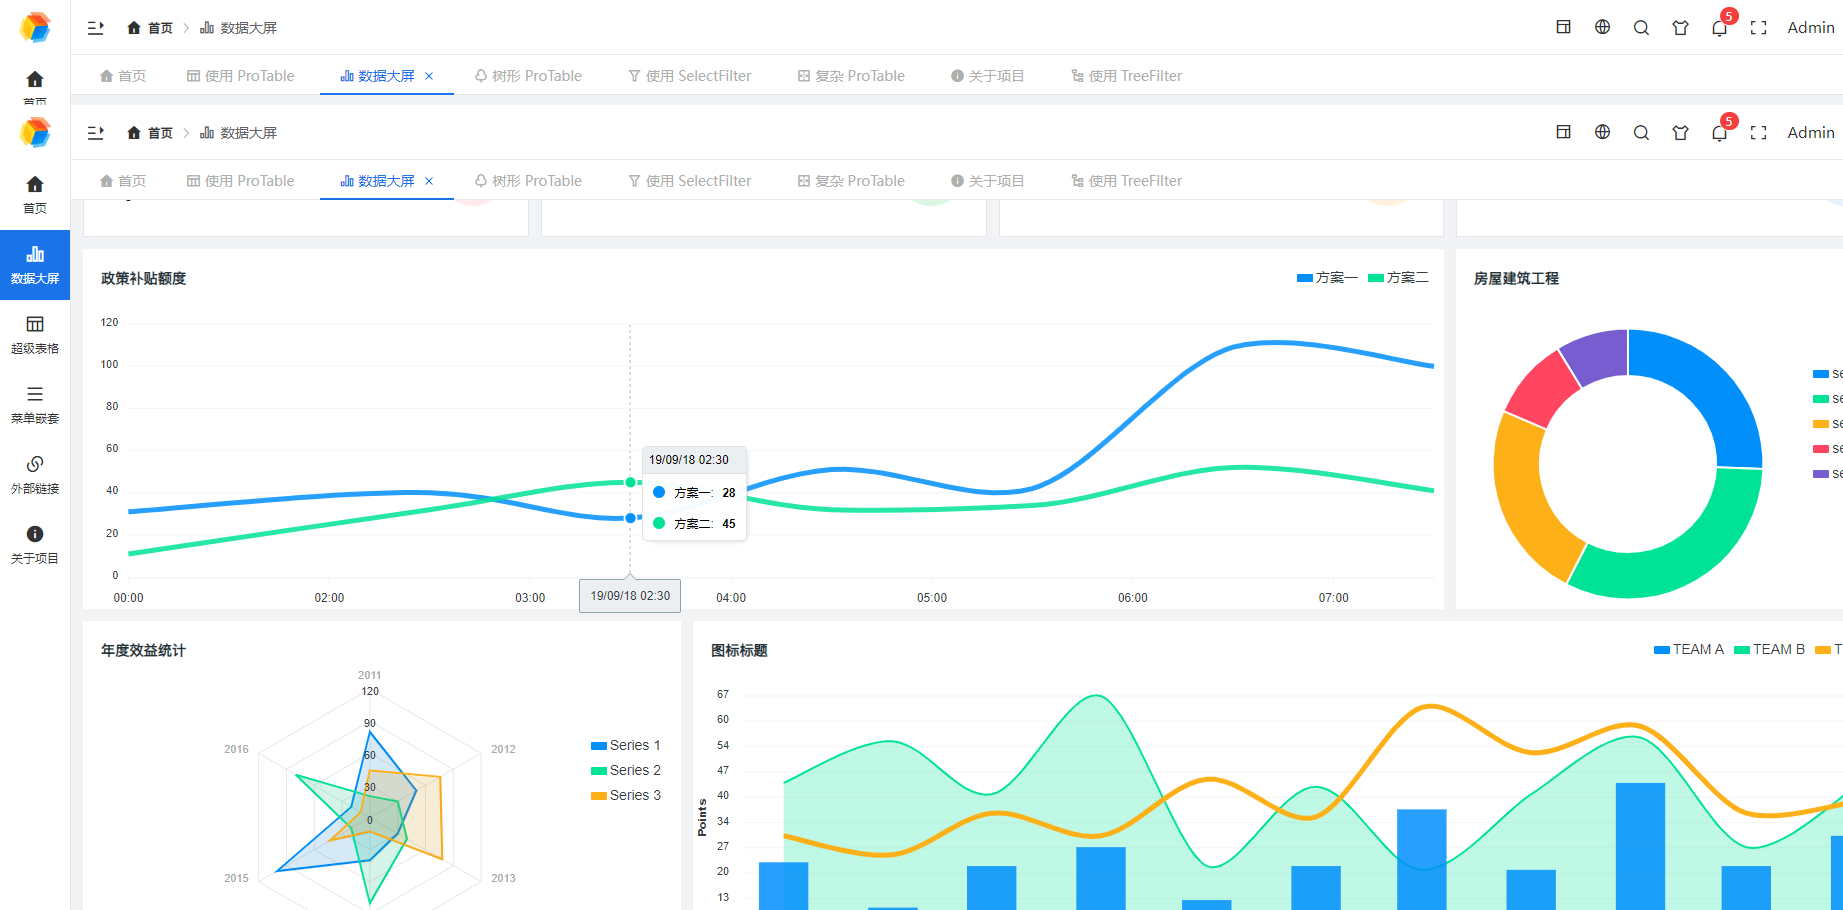 首页 数据大屏 5 Admin
首页 使用 ProTable 数据大屏 树形 ProTable 使用 SelectFilter 复杂 ProTable 关于项目 使用 TreeFilter
首页
首页 数据大屏 5 Admin
首页 使用 ProTable 数据大屏 树形 ProTable 使用 SelectFilter 复杂 ProTable 关于项目 使用 TreeFilter
首页
数据大屏
超级表格
菜单嵌套
外部链接
关于项目
政策补贴额度
方案一 方案二
120
100
80
60
40
20
0
19/09/18 02:30
方案一: 28
方案二: 45
00:00 02:00 03:00 19/09/18 02:30 04:00 05:00 06:00 07:00
房屋建筑工程
se
se
se
se
se
年度效益统计
2011
120
90
60
30
0
2016 2012
2015 2013
Series 1
Series 2
Series 3
图标标题
TEAM A TEAM B T
67
60
54
47
40
34
27
20
13
Points